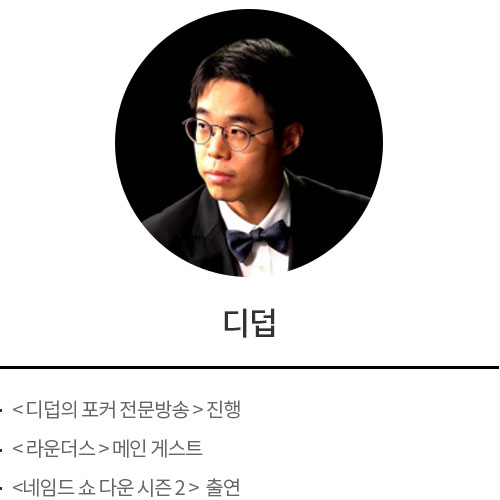 디덥
< 디덥의 포커 전문방송 > 진행
< 라운더스 > 메인 게스트
<네임드 쇼 다운 시즌 2 > 출연